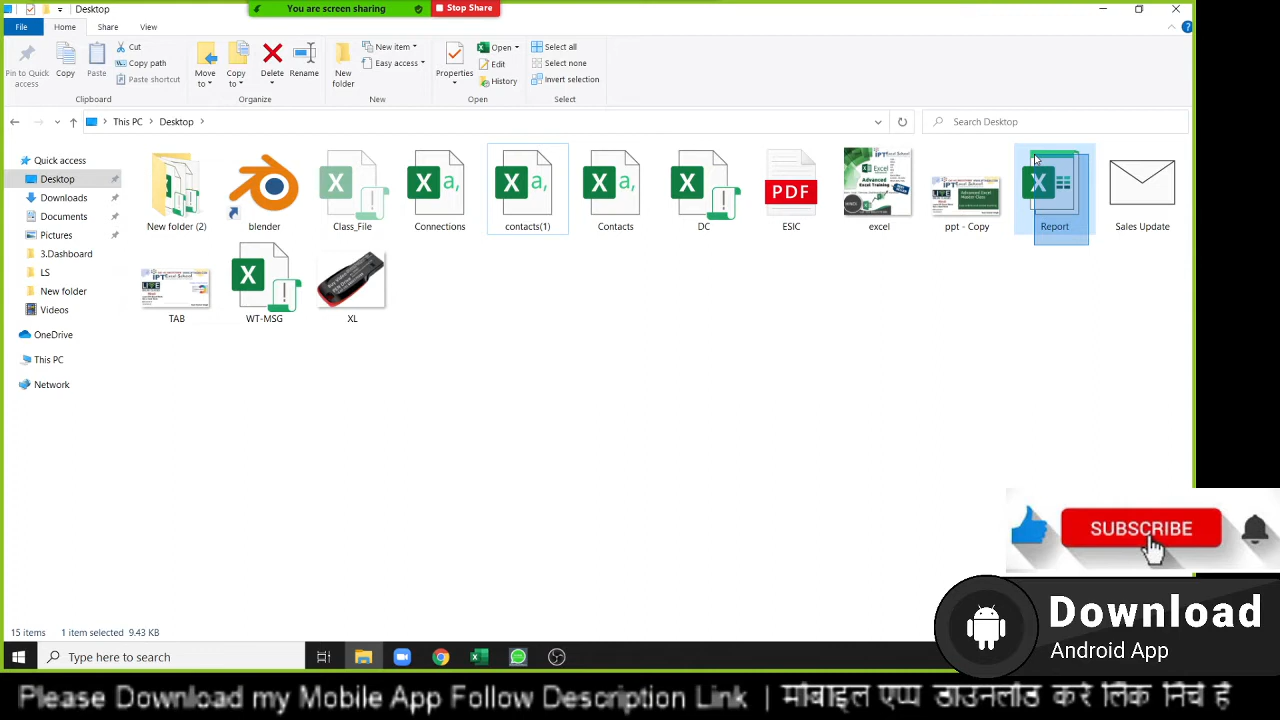 Desktop
You are screen sharing
Stop Share
File
Home
Share
View
Pin to Quick access
Copy
Paste
Cut
Copy path
Paste shortcut
Clipboard
Move to
Copy to
Delete
Rename
Organize
New folder
New item
Easy access
New
Properties
Open
Edit
History
Open
Select all
Select none
Invert selection
Select
This PC
Desktop
Search Desktop
Quick access
Desktop
Downloads
Documents
Pictures
3.Dashboard
LS
New folder
Videos
OneDrive
This PC
Network
New folder (2)
blender
Class_File
Connections
contacts(1)
Contacts
DC
PDF
ESIC
excel
ppt - Copy
Report
Sales Update
TAB
WT-MSG
XL
SUBSCRIBE
Download
Android App
15 items
1 item selected 9.43 KB
Type here to search
Please Download my Mobile App Follow Description Link | मोबाइल एप्प डाउनलोड करे लिंक निचे है